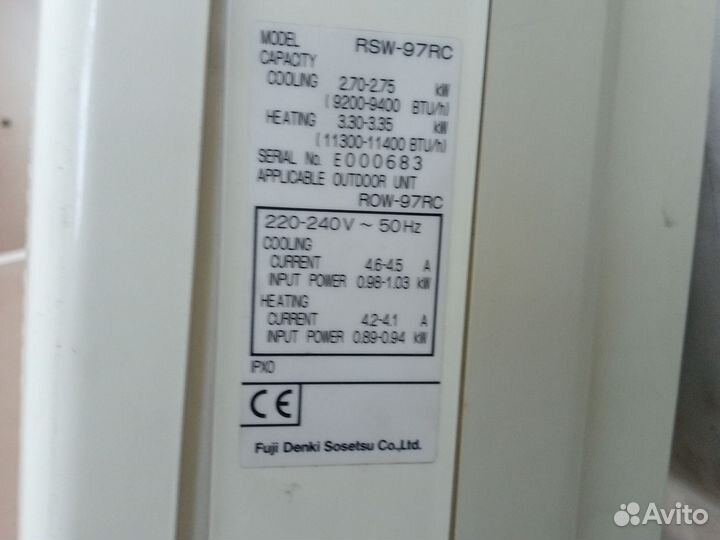 MODEL RSW-97RC
CAPACITY
COOLING 2.70-2.75 kW
(9200-9400 BTU/h)
HEATING 3.30-3.35 kW
(11300-11400 BTU/h)
SERIAL No. E000683
APPLICABLE OUTDOOR UNIT
ROW-97RC
220-240V ~ 50Hz
COOLING
CURRENT 4.6-4.5 A
INPUT POWER 0.98-1.03 kW
HEATING
CURRENT 4.2-4.1 A
INPUT POWER 0.89-0.94 kW
IPX0
CE
Fuji Denki Sosetsu Co.,Ltd.
Avito